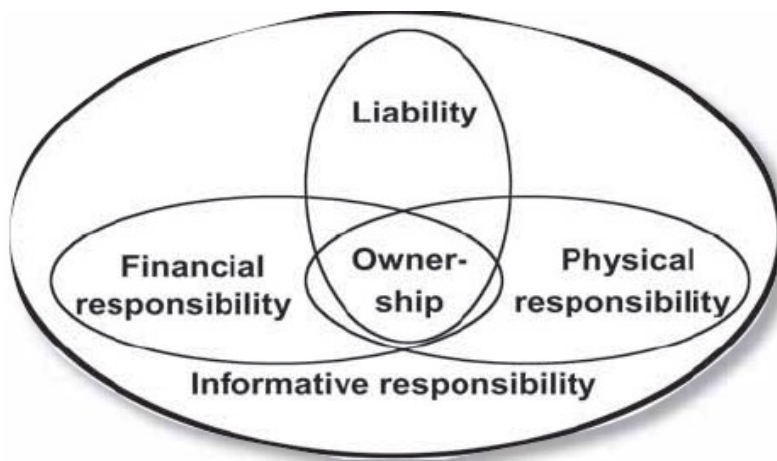 Liability
Financial
responsibility
Owner-
ship
Physical
responsibility
Informative responsibility